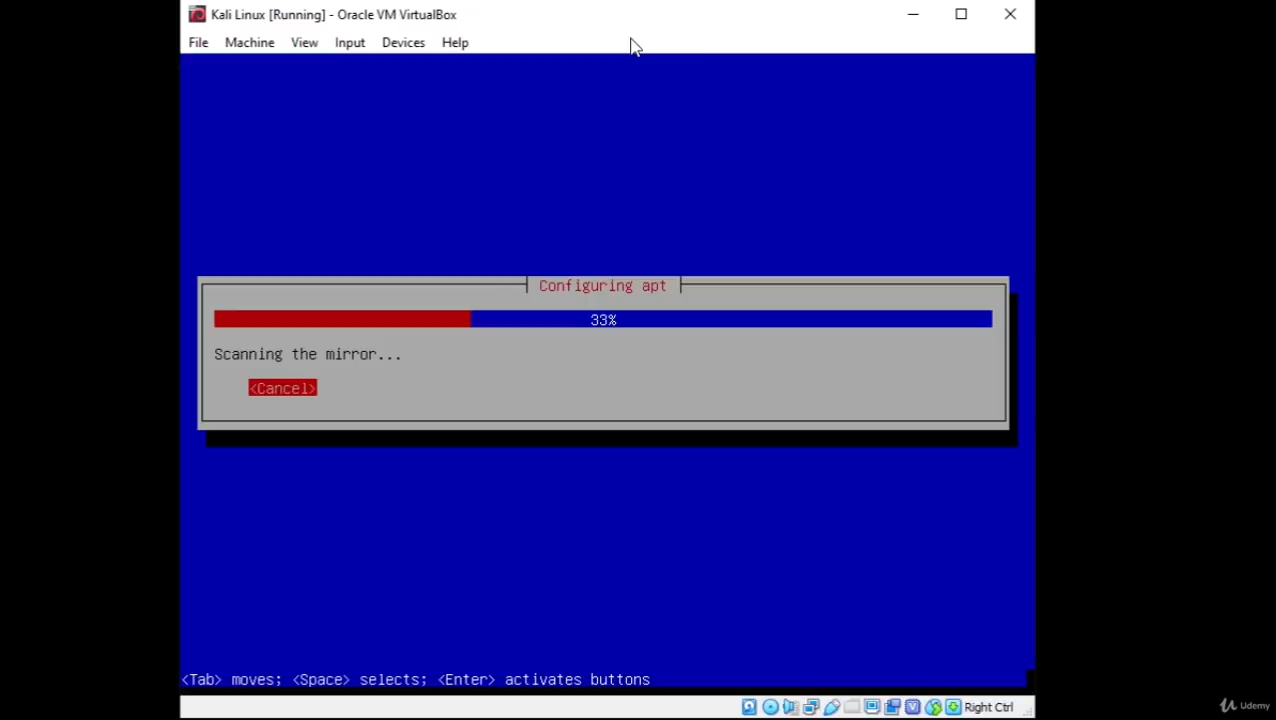 Kali Linux [Running] - Oracle VM VirtualBox
File Machine View Input Devices Help
Configuring apt
33%
Scanning the mirror...
<Cancel>
<Tab> moves; <Space> selects; <Enter> activates buttons
Right Ctrl
Udemy